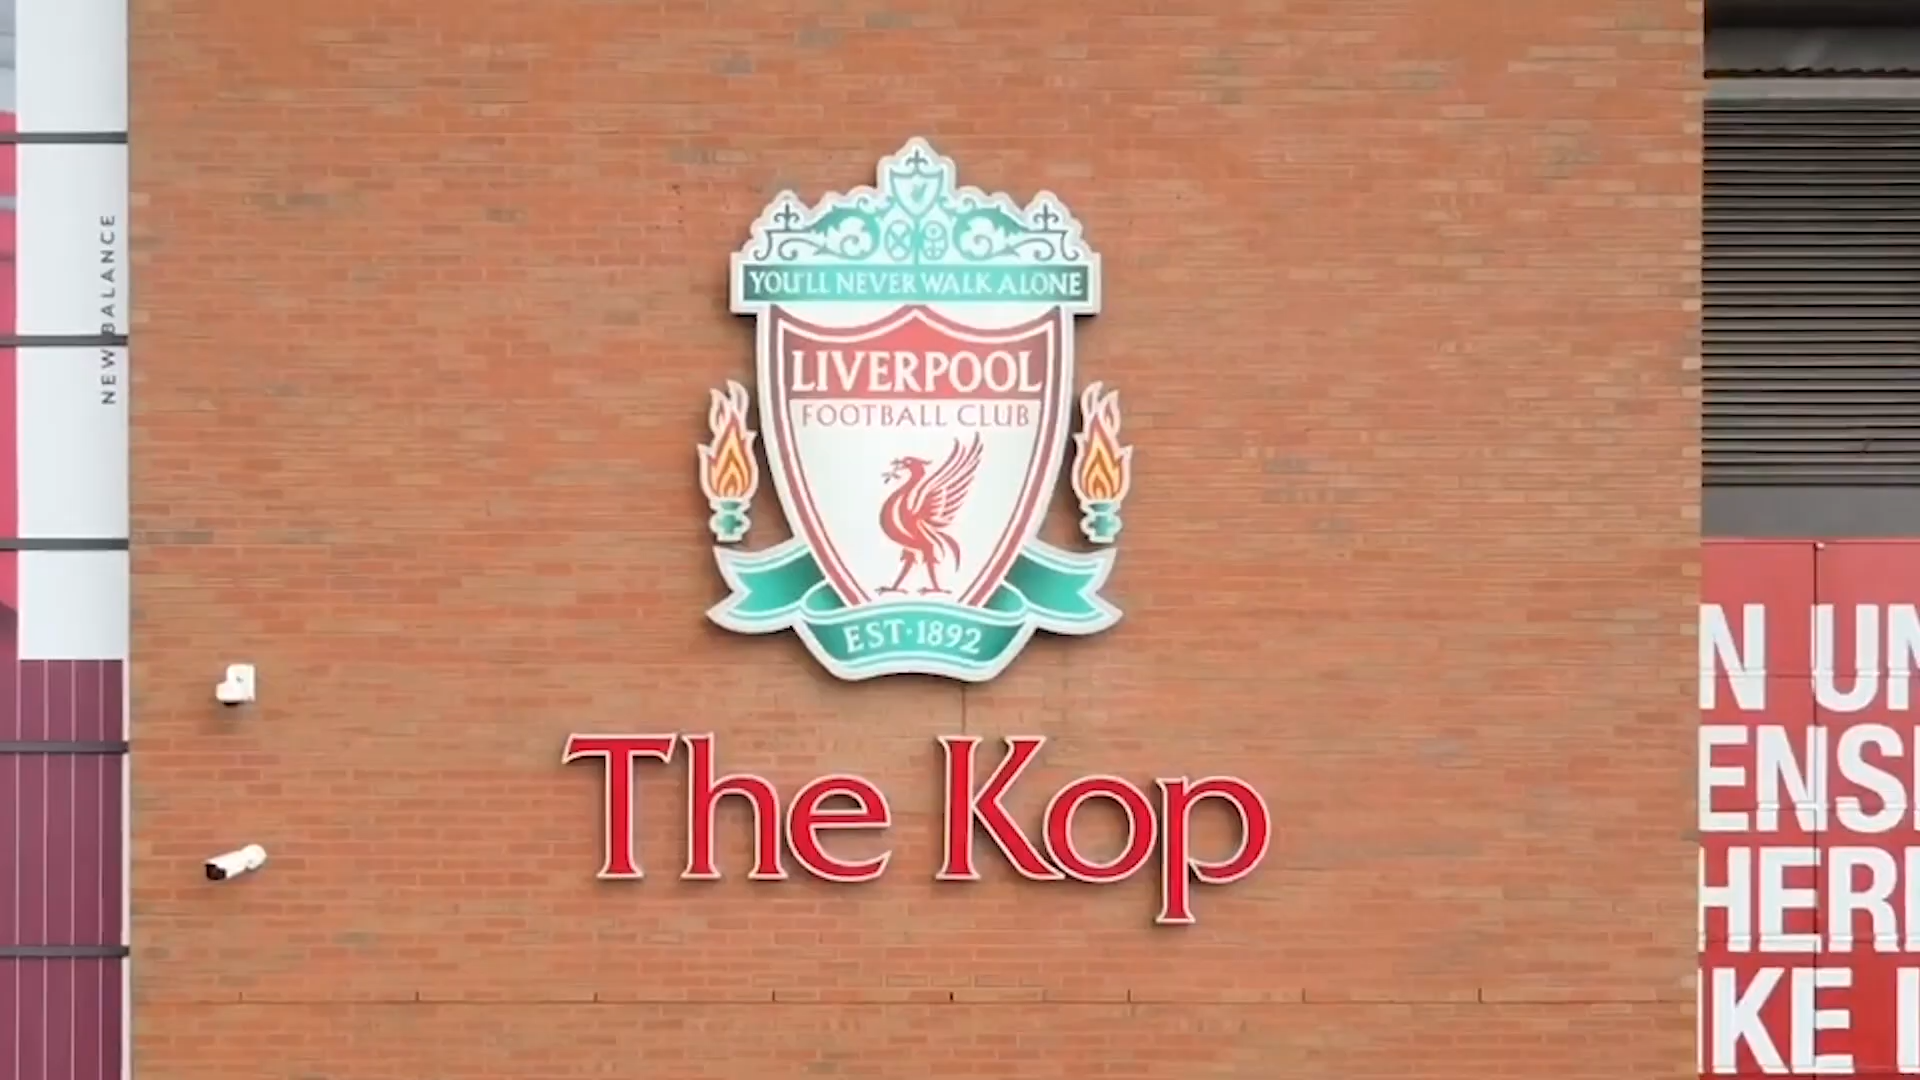 NEW BALANCE
YOU'LL NEVER WALK ALONE
LIVERPOOL
FOOTBALL CLUB
EST·1892
The Kop